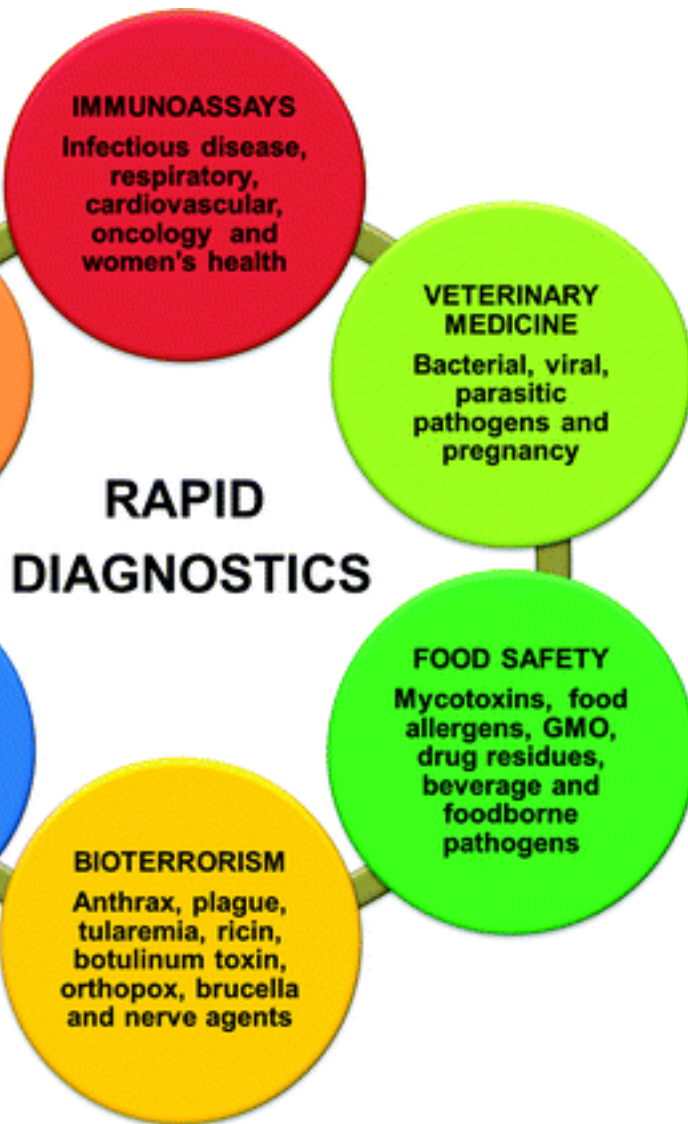 IMMUNOASSAYS
Infectious disease,
respiratory,
cardiovascular,
oncology and
women's health
VETERINARY
MEDICINE
Bacterial, viral,
parasitic
pathogens and
pregnancy
RAPID
DIAGNOSTICS
FOOD SAFETY
Mycotoxins, food
allergens, GMO,
drug residues,
beverage and
foodborne
pathogens
BIOTERRORISM
Anthrax, plague,
tularemia, ricin,
botulinum toxin,
orthopox, brucella
and nerve agents